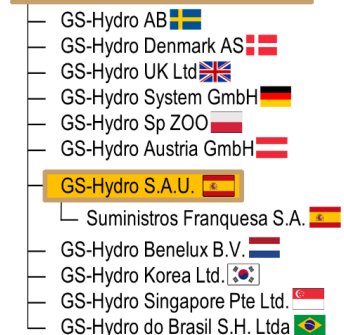 GS-Hydro AB
GS-Hydro Denmark AS
GS-Hydro UK Ltd
GS-Hydro System GmbH
GS-Hydro Sp ZOO
GS-Hydro Austria GmbH
GS-Hydro S.A.U.
Suministros Franquesa S.A.
GS-Hydro Benelux B.V.
GS-Hydro Korea Ltd.
GS-Hydro Singapore Pte Ltd.
GS-Hydro do Brasil S.H. Ltda